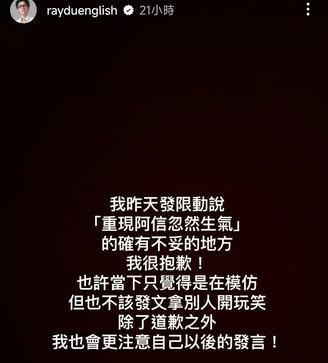 rayduenglish 21小時
我昨天發限動說
「重現阿信忽然生氣」
的確有不妥的地方
我很抱歉！
也許當下只覺得是在模仿
但也不該發文拿別人開玩笑
除了道歉之外
我也會更注意自己以後的發言！